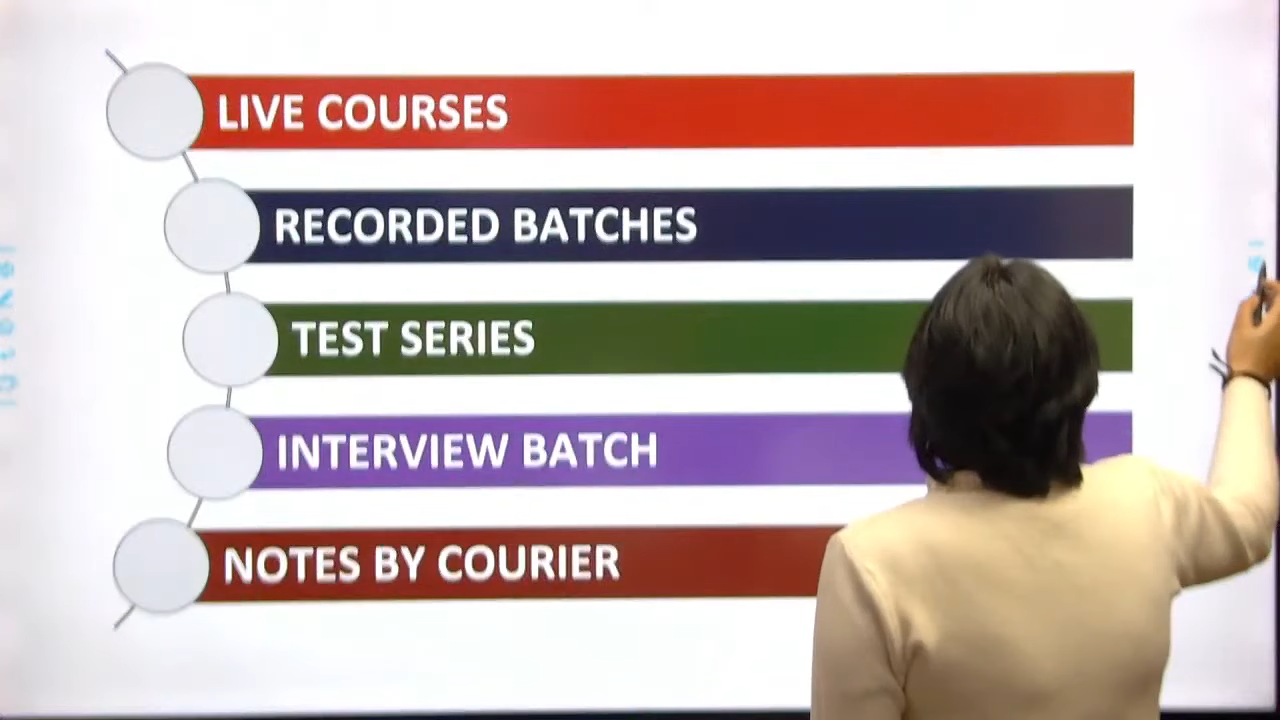 LIVE COURSES
RECORDED BATCHES
TEST SERIES
INTERVIEW BATCH
NOTES BY COURIER